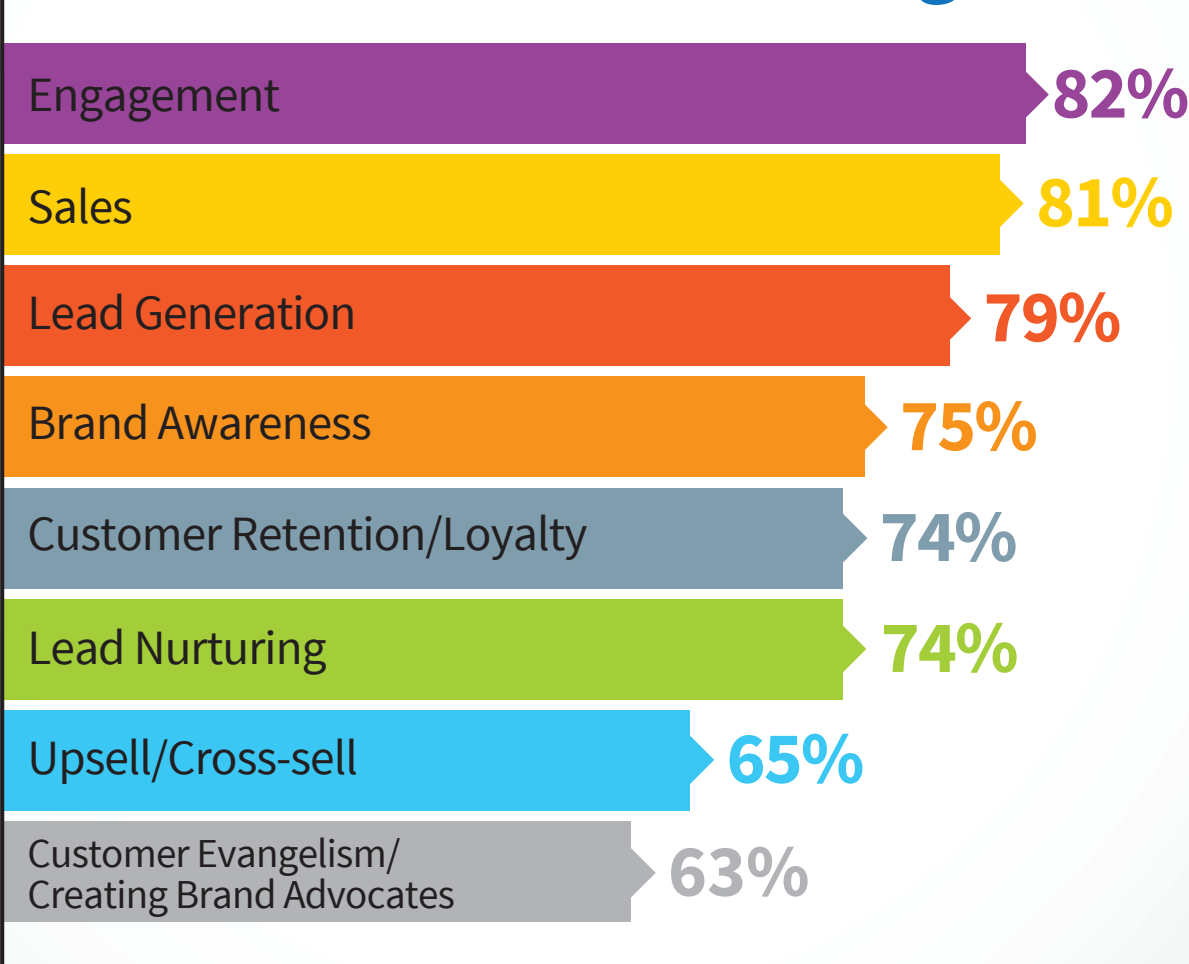 Engagement 82%
Sales 81%
Lead Generation 79%
Brand Awareness 75%
Customer Retention/Loyalty 74%
Lead Nurturing 74%
Upsell/Cross-sell 65%
Customer Evangelism/
Creating Brand Advocates 63%